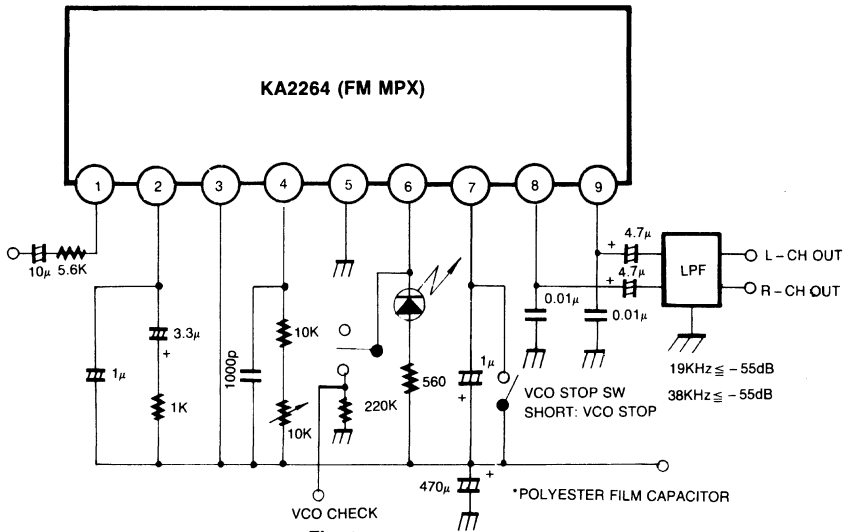 KA2264 (FM MPX)
1 2 3 4 5 6 7 8 9
10μ 5.6K
1μ
3.3μ
+
1K
1000p
10K
10K
220K
560
1μ
+
470μ
+
0.01μ
0.01μ
+ 4.7μ
+ 4.7μ
LPF
L-CH OUT
R-CH OUT
19KHz ≦ -55dB
38KHz ≦ -55dB
VCO STOP SW
SHORT: VCO STOP
VCO CHECK
*POLYESTER FILM CAPACITOR